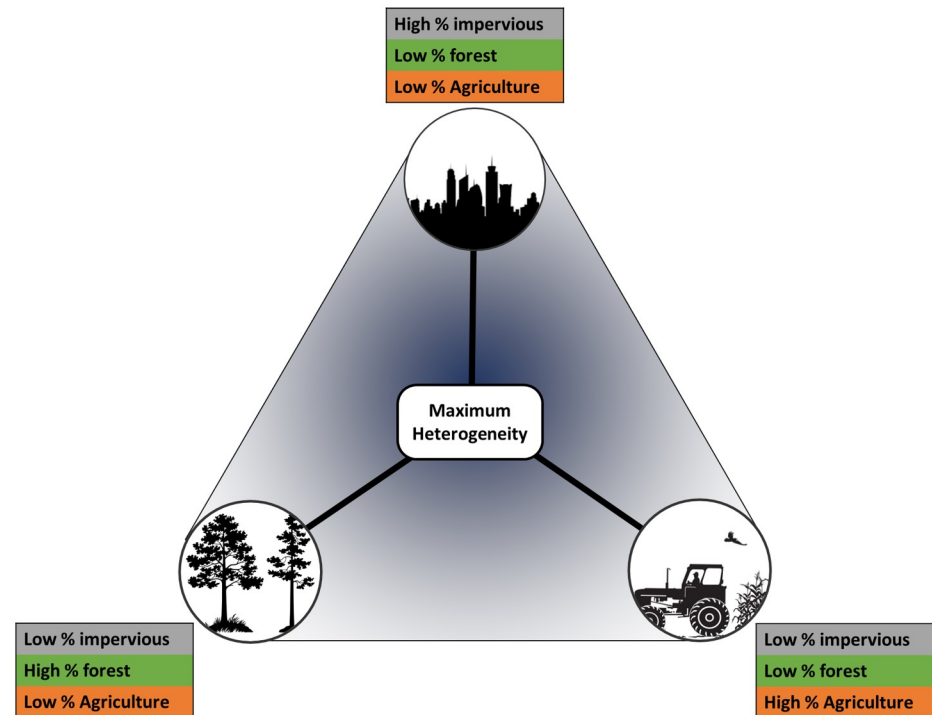 High % impervious
Low % forest
Low % Agriculture
Maximum
Heterogeneity
Low % impervious
High % forest
Low % Agriculture
Low % impervious
Low % forest
High % Agriculture